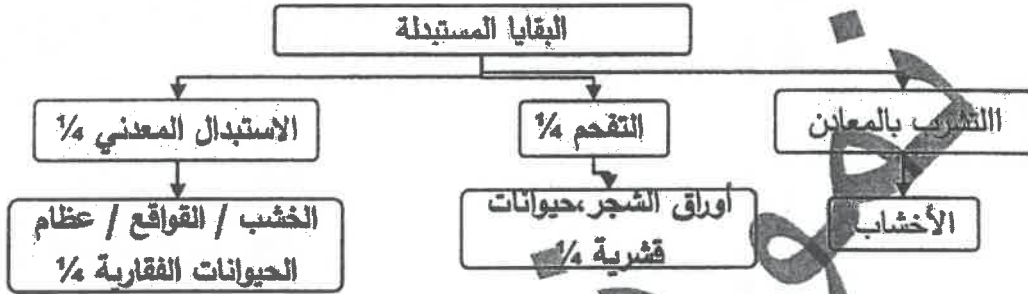 البقايا المستبدلة
االتشرب بالمعادن
التفحم ¼
الاستبدال المعدني ¼
الأخشاب
أوراق الشجر،حيوانات
قشرية ¼
الخشب / القواقع / عظام
الحيوانات الفقارية ¼